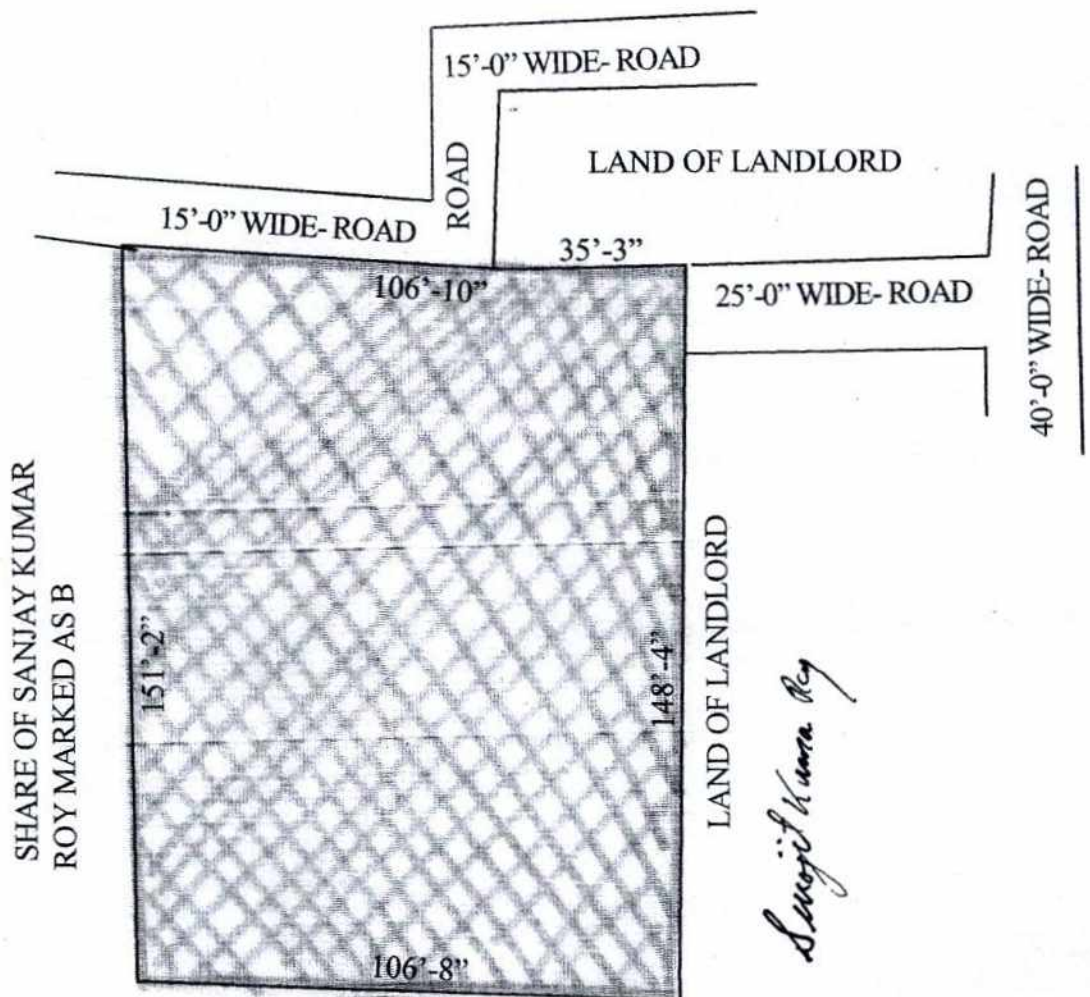 15’-0” WIDE- ROAD
ROAD
LAND OF LANDLORD
15’-0” WIDE- ROAD
35’-3”
106’-10”
25’-0” WIDE- ROAD
40’-0” WIDE-ROAD
SHARE OF SANJAY KUMAR
ROY MARKED AS B
151’-2”
148’-4”
LAND OF LANDLORD
Kumar Roy
106’-8”